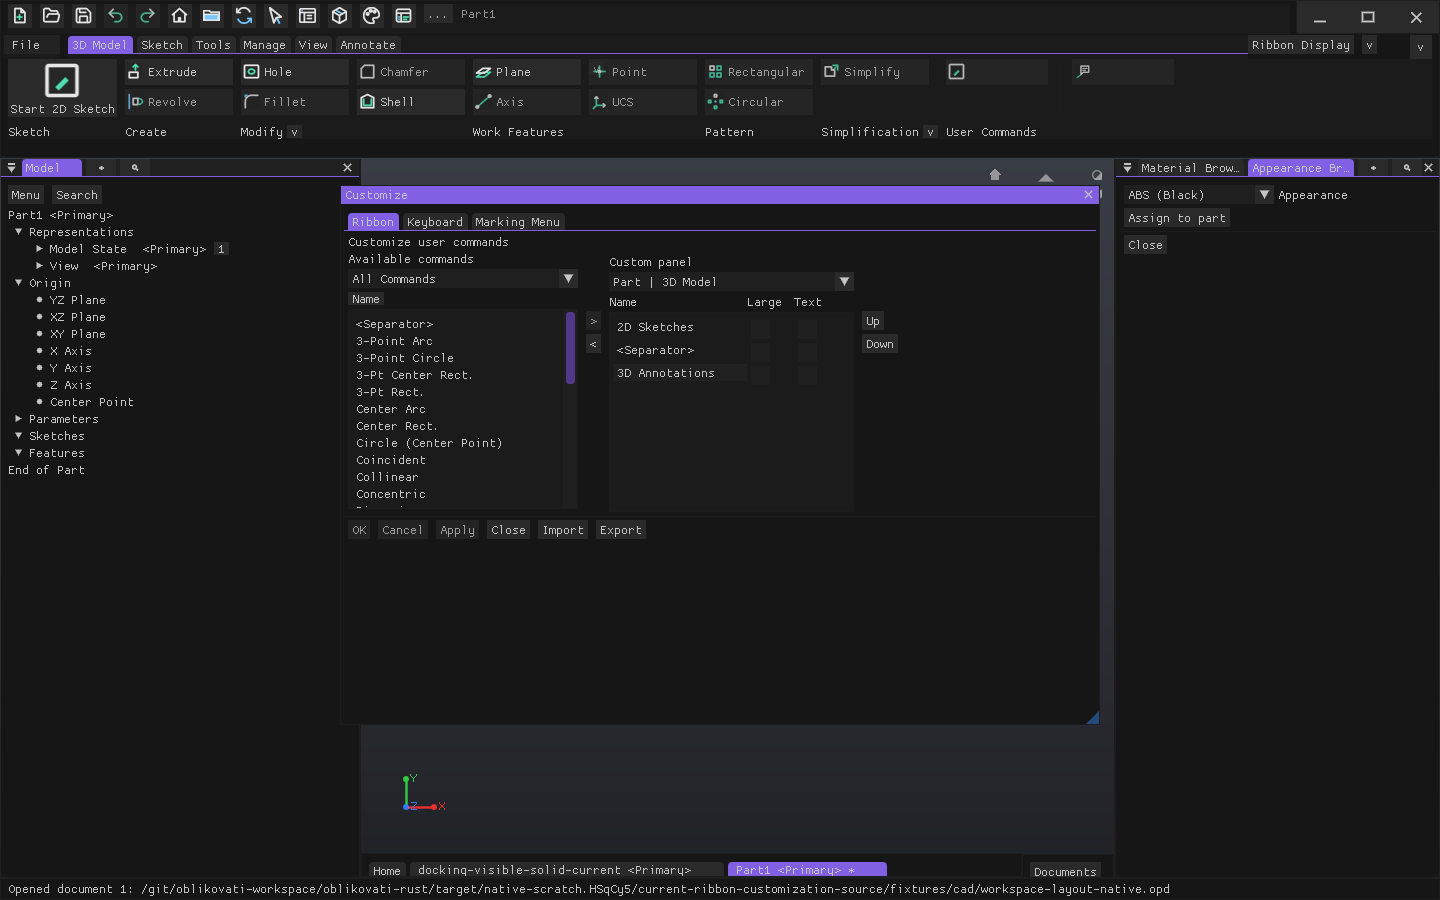 ... Part1
File 3D Model Sketch Tools Manage View Annotate Ribbon Display v v
Extrude Hole Chamfer Plane Point Rectangular Simplify
Start 2D Sketch Revolve Fillet Shell Axis UCS Circular
Sketch Create Modify v Work Features Pattern Simplification v User Commands
Model
Menu Search
Part1 <Primary>
Representations
Model State <Primary> 1
View <Primary>
Origin
YZ Plane
XZ Plane
XY Plane
X Axis
Y Axis
Z Axis
Center Point
Parameters
Sketches
Features
End of Part
Customize
Ribbon Keyboard Marking Menu
Customize user commands
Available commands
All Commands
Name
<Separator>
3-Point Arc
3-Point Circle
3-Pt Center Rect.
3-Pt Rect.
Center Arc
Center Rect.
Circle (Center Point)
Coincident
Collinear
Concentric
>
<
Custom panel
Part | 3D Model
Name Large Text
2D Sketches
<Separator>
3D Annotations
Up
Down
OK Cancel Apply Close Import Export
Material Brow… Appearance Br…
ABS (Black) Appearance
Assign to part
Close
Y
Z X
Home docking-visible-solid-current <Primary> Part1 <Primary> * Documents
Opened document 1: /git/oblikovati-workspace/oblikovati-rust/target/native-scratch.HSqCy5/current-ribbon-customization-source/fixtures/cad/workspace-layout-native.opd